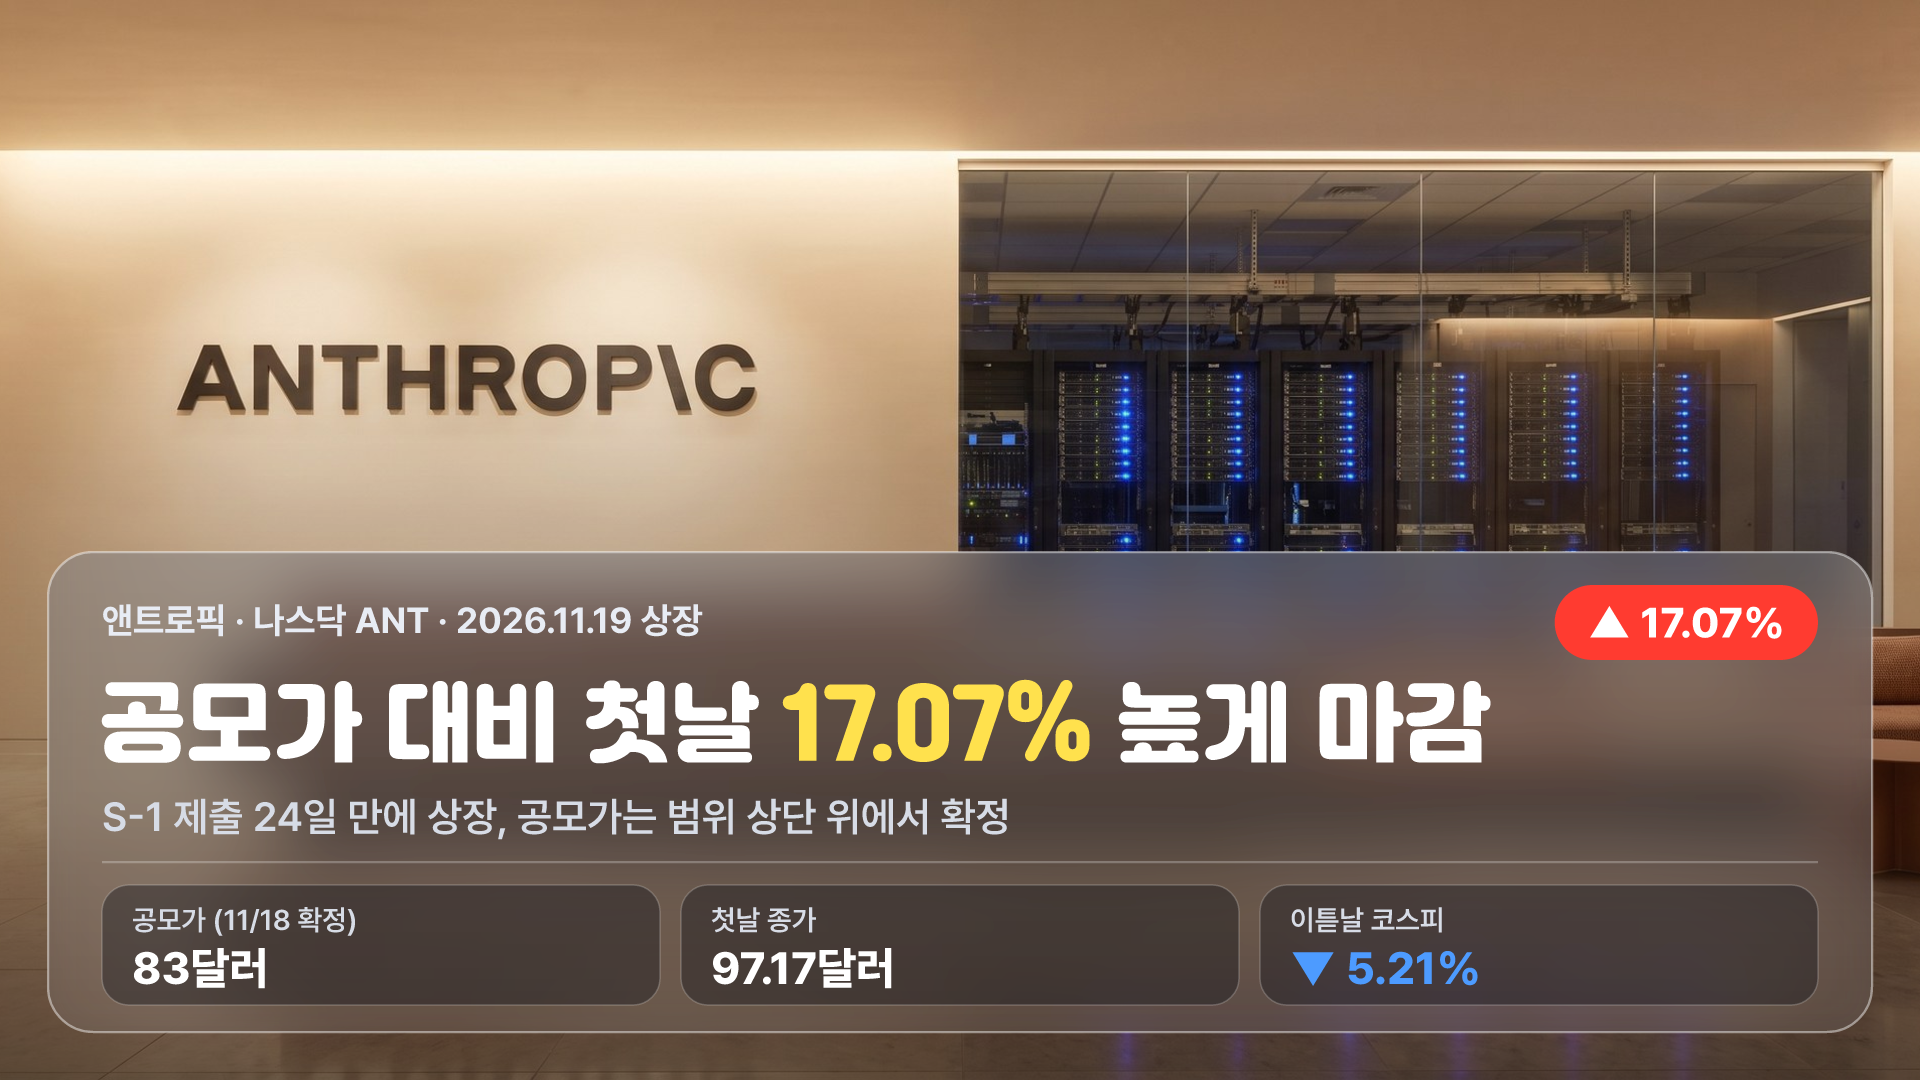 ANTHROP\C
앤트로픽 · 나스닥 ANT · 2026.11.19 상장
▲ 17.07%
공모가 대비 첫날 17.07% 높게 마감
S-1 제출 24일 만에 상장, 공모가는 범위 상단 위에서 확정
공모가 (11/18 확정)
83달러
첫날 종가
97.17달러
이튿날 코스피
▼ 5.21%